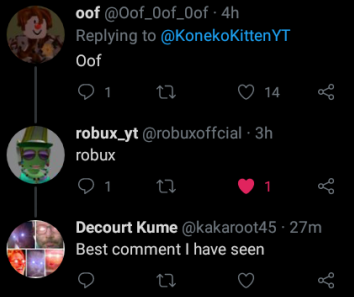 oof @Oof_0of_0of · 4h
Replying to @KonekoKittenYT
Oof
1 14
robux_yt @robuxoffcial · 3h
robux
1 1
Decourt Kume @kakaroot45 · 27m
Best comment I have seen